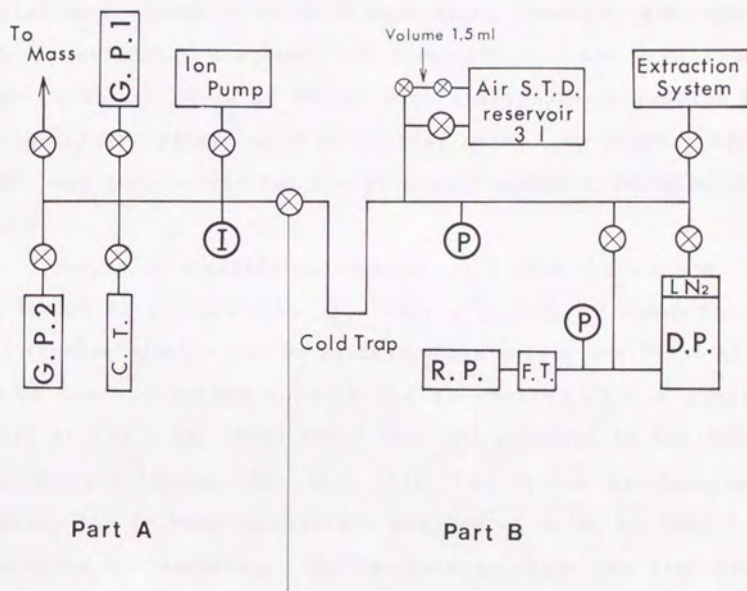 To
Mass
G. P. 1
Ion
Pump
Volume 1.5 ml
Air S.T.D.
reservoir
3 l
Extraction
System
I
P
G. P. 2
C. T.
Cold Trap
P
LN2
D.P.
R. P.
F.T.
Part A
Part B